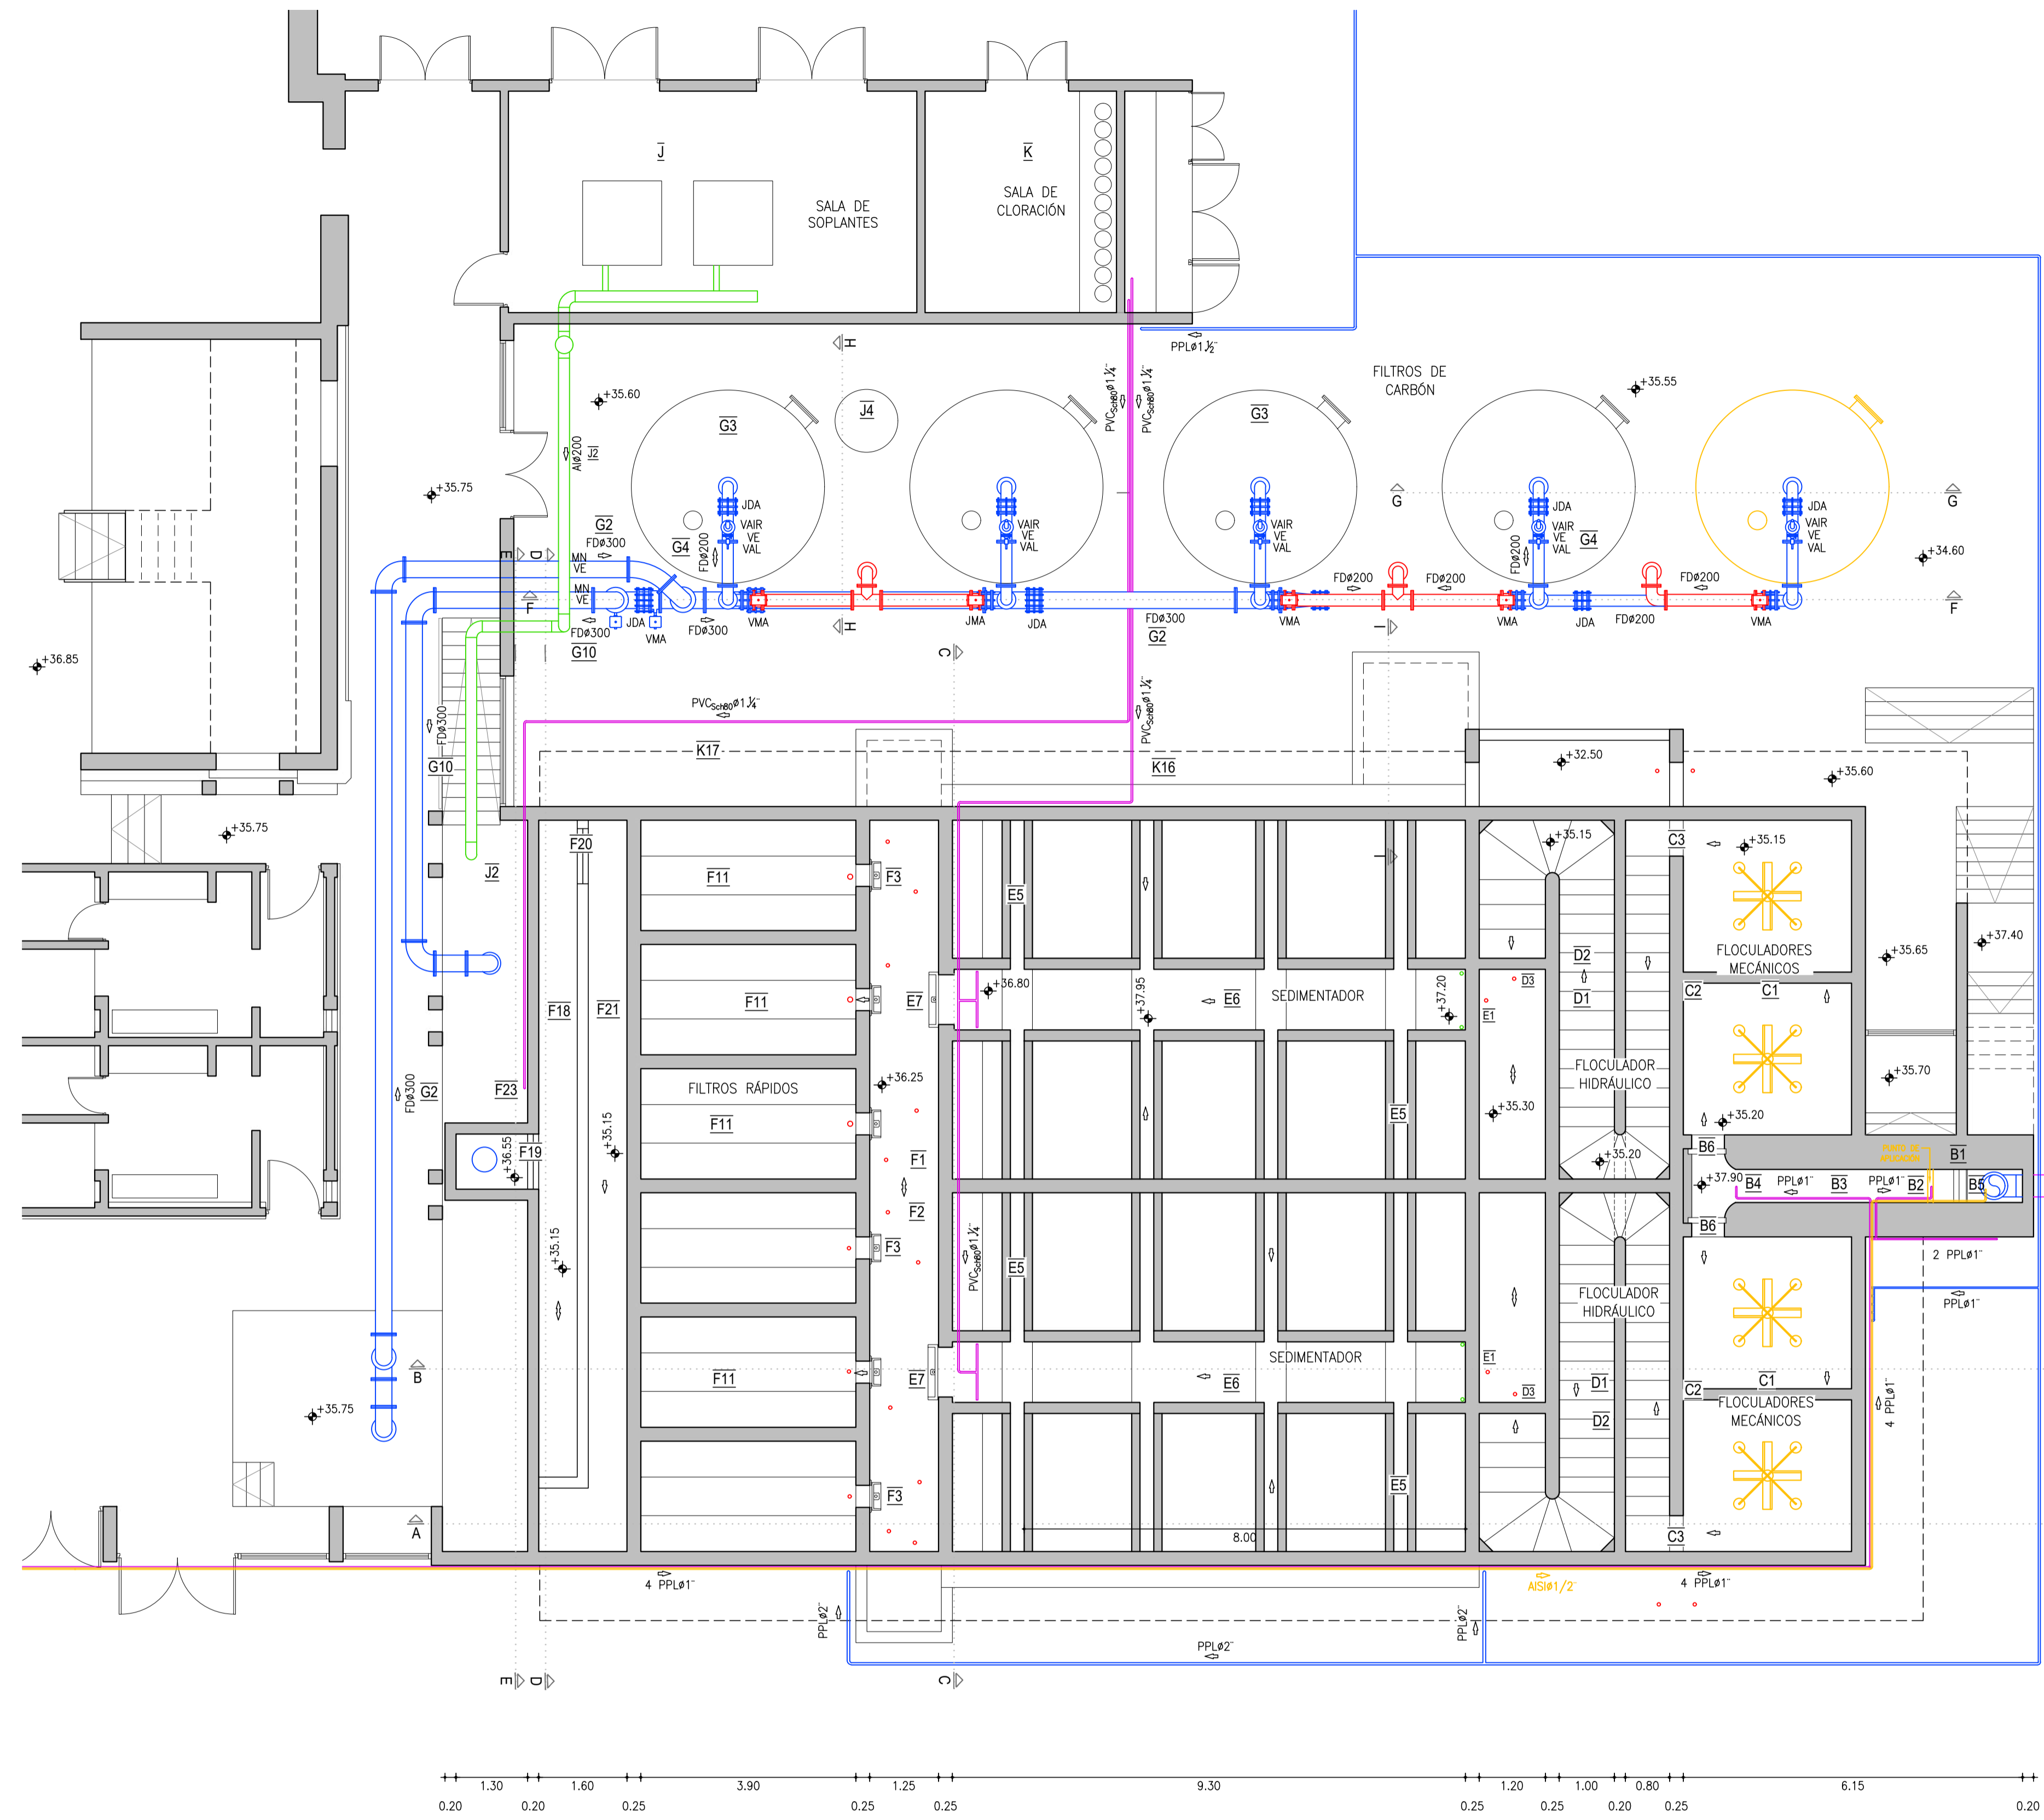 J
K
SALA DE
SOPLANTES
SALA DE
CLORACIÓN
H
PPLø1½"
FILTROS DE
CARBÓN
+35.60
+35.55
G3
J4
G3
PVCSch80ø1¼"
PVCSch80ø1¼"
Alø200
J2
+35.75
G
G
JDA
VAIR
VE
VAL
VAIR
VE
VAL
VAIR
VE
VAL
JDA
VAIR
VE
VAL
JDA
VAIR
VE
VAL
G2
FDø300
G4
FDø200
FDø200
G4
+34.60
E
D
MN
VE
MN
VE
FDø200
FDø200
FDø200
F
F
FDø300
JDA
VMA
FDø300
VMA
H
JMA
JDA
FDø300
VMA
I
VMA
JDA
FDø200
VMA
G10
G2
C
+36.85
PVCSch80ø1¼"
PVCSch80ø1¼"
FDø300
G10
K17
K16
+32.50
+35.60
+35.75
F20
J2
F11
F3
E5
I
+35.15
C3
+35.15
FLOCULADORES
MECÁNICOS
+37.40
+35.65
D2
F18
F21
F11
E7
+36.80
+37.95
E6
SEDIMENTADOR
+37.20
E1
D3
D1
C2
C1
FLOCULADOR
HIDRÁULICO
+35.70
FDø300
G2
F23
FILTROS RÁPIDOS
+36.25
F11
E5
+35.30
+35.20
+36.55
F19
+35.15
F1
+35.20
B6
B1
+37.90
B4
PPLø1"
B3
PPLø1"
B2
B5
F2
B6
+35.15
F3
PVCSch80ø1¼"
E5
2 PPLø1"
FLOCULADOR
HIDRÁULICO
PPLø1"
B
F11
E7
SEDIMENTADOR
E6
E1
D3
D1
C2
C1
FLOCULADORES
MECÁNICOS
D2
4 PPLø1"
+35.75
A
F3
E5
8.00
C3
4 PPLø1"
AISIø1/2"
4 PPLø1"
PPLø2"
PPLø2"
PPLø2"
E
D
C
1.30
1.60
3.90
1.25
9.30
1.20
1.00
0.80
6.15
0.20
0.20
0.25
0.25
0.25
0.25
0.25
0.20
0.25
0.20